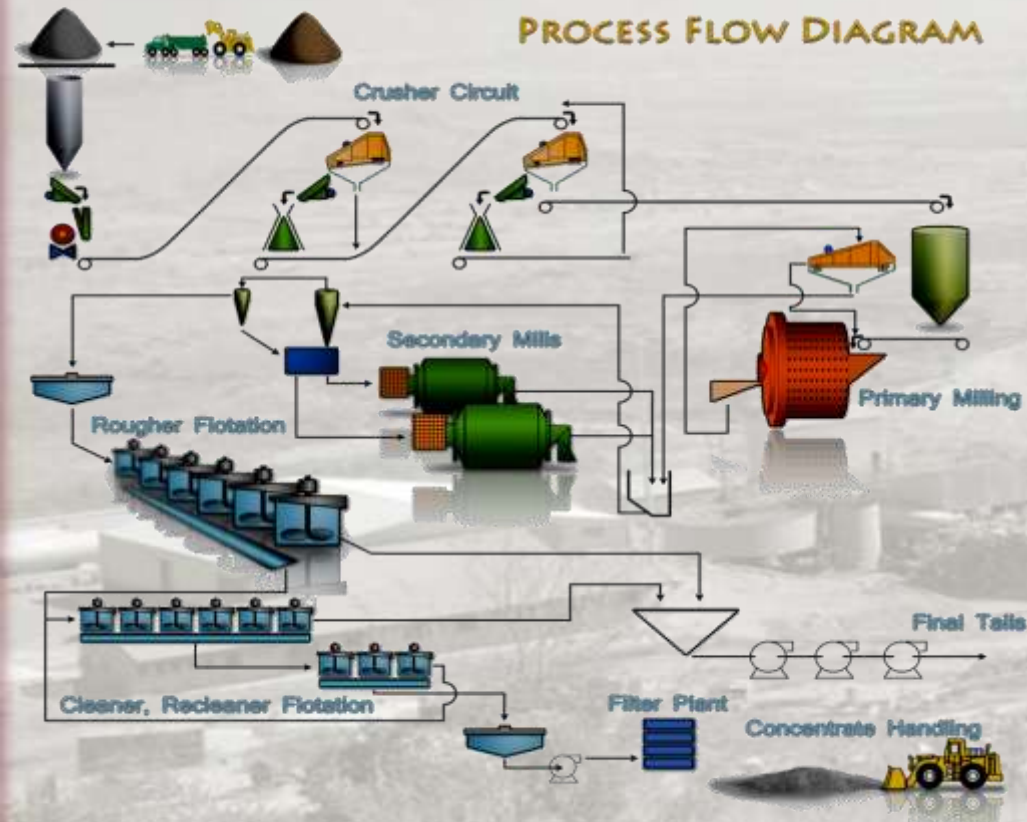 PROCESS FLOW DIAGRAM
Crusher Circuit
Secondary Mills
Primary Milling
Rougher Flotation
Final Tails
Cleaner, Recleaner Flotation
Filter Plant
Concentrate Handling